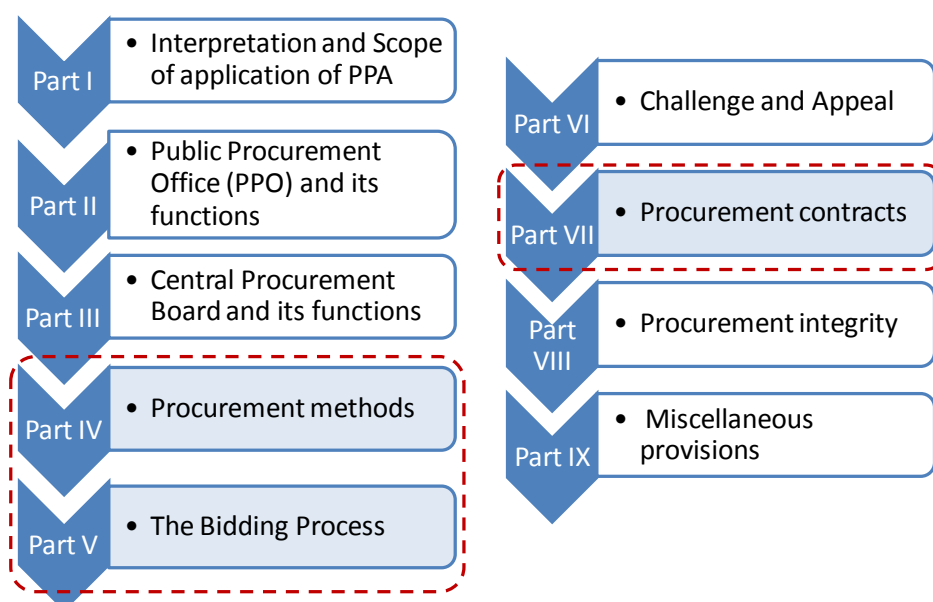 Part I
• Interpretation and Scope
of application of PPA
Part II
• Public Procurement
Office (PPO) and its
functions
Part III
• Central Procurement
Board and its functions
Part IV
• Procurement methods
Part V
• The Bidding Process
Part VI
• Challenge and Appeal
Part VII
• Procurement contracts
Part
VIII
• Procurement integrity
Part IX
• Miscellaneous
provisions